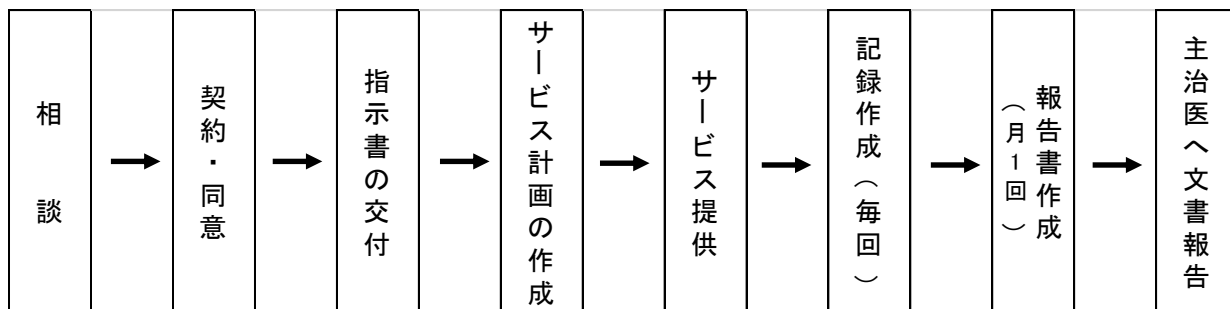 相談
契約・同意
指示書の交付
サービス計画の作成
サービス提供
記録作成（毎回）
報告書作成
（月1回）
主治医へ文書報告